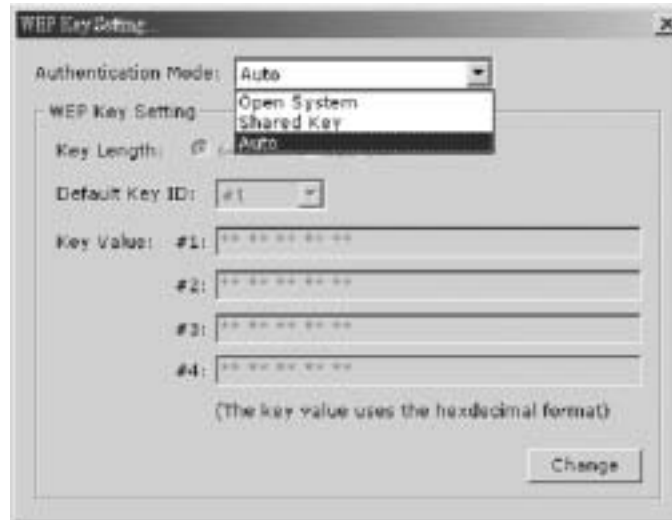 WEP Key Setting...
Authentication Mode: Auto
Open System
Shared Key
Auto
WEP Key Setting
Key Length:
Default Key ID: #1
Key Value: #1: ** ** ** ** **
#2: ** ** ** ** **
#3: ** ** ** ** **
#4: ** ** ** ** **
(The key value uses the hexdecimal format)
Change